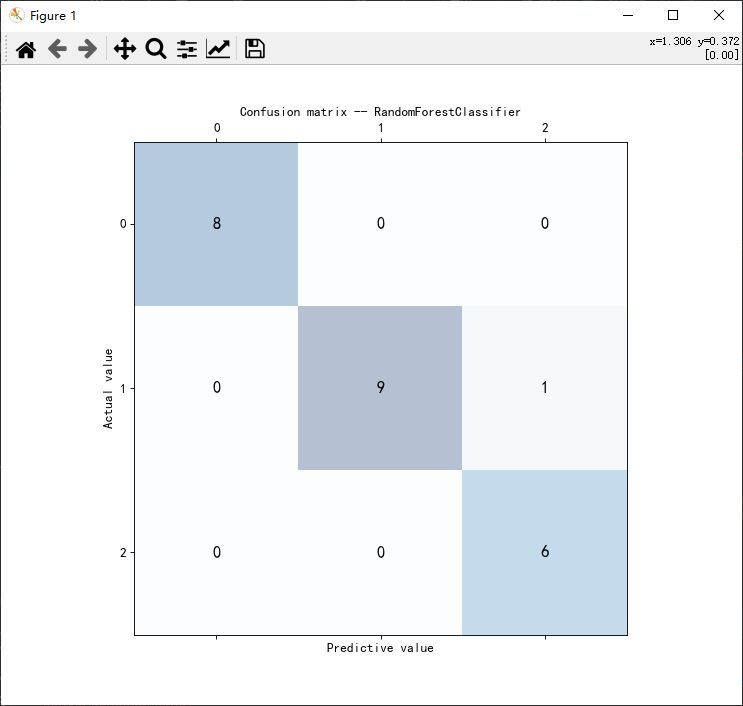 Figure 1
x=1.306 y=0.372
[0.00]
Confusion matrix -- RandomForestClassifier
0 1 2
0 8 0 0
Actual value
1 0 9 1
2 0 0 6
Predictive value